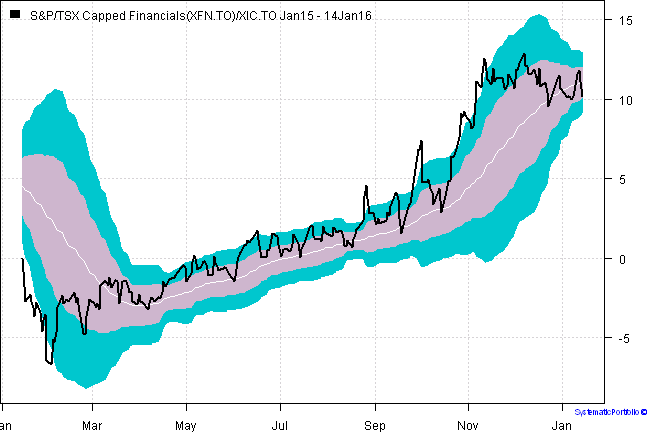 S&P/TSX Capped Financials(XFN.TO)/XIC.TO Jan15 - 14Jan16
15
10
5
0
-5
an Mar May Jul Sep Nov Jan
SystematicPortfolio ©